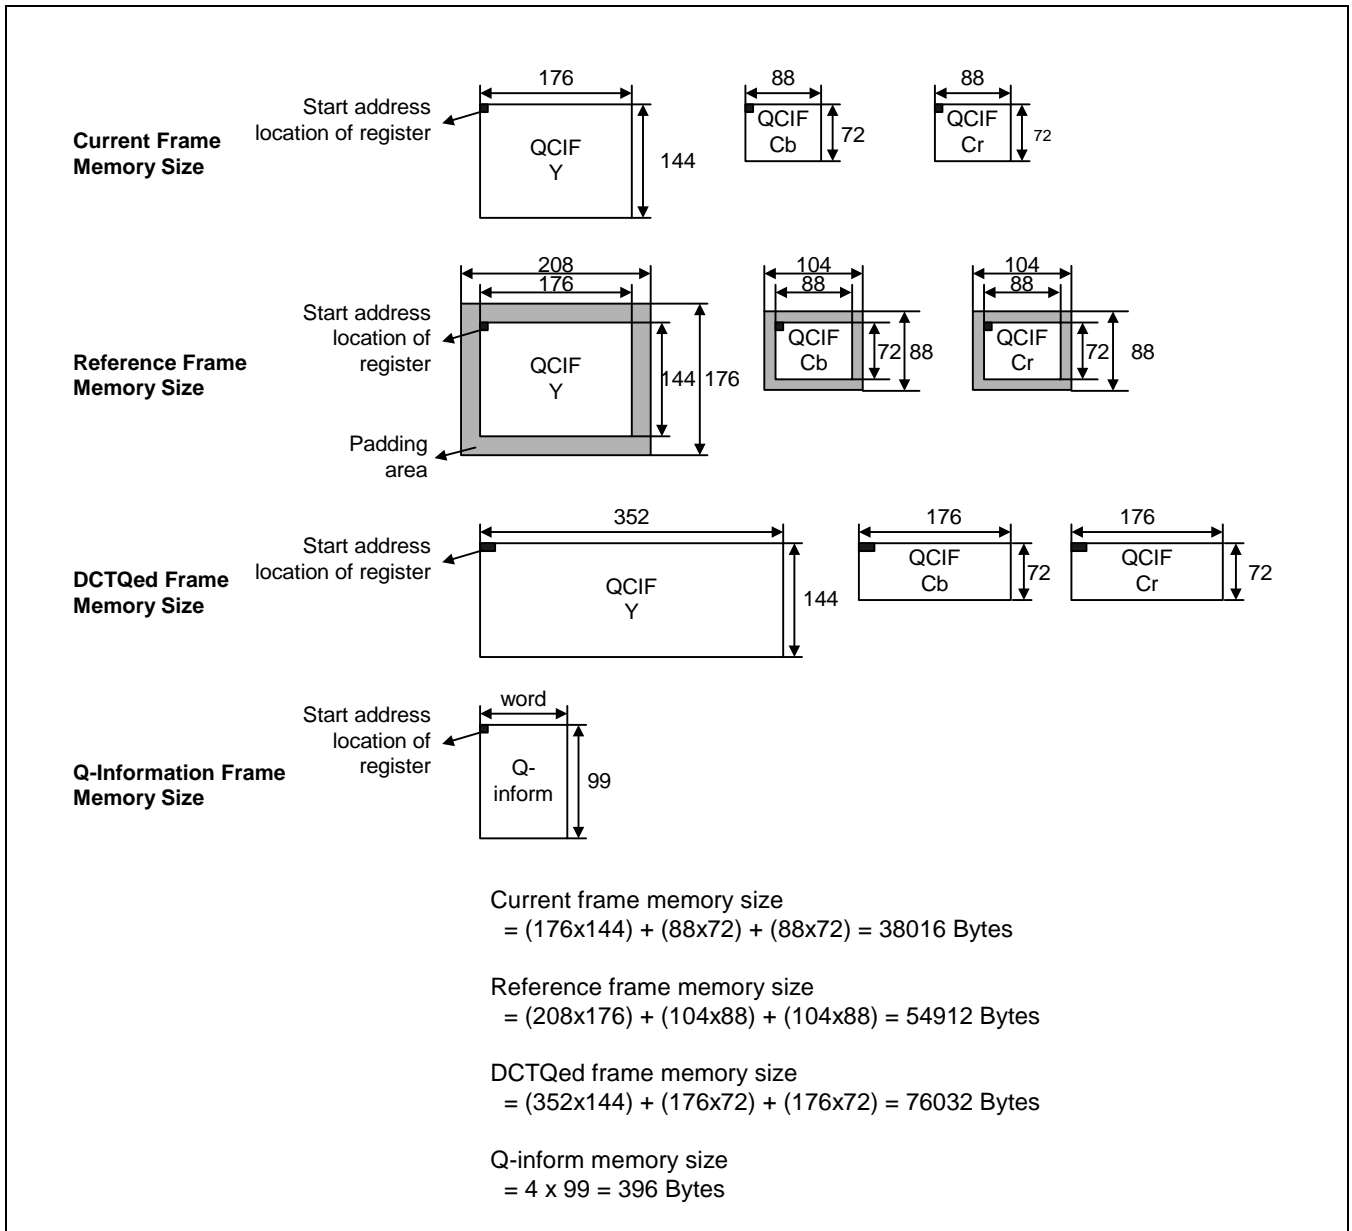 176
88
88
Start address
location of register
Current Frame
Memory Size
QCIF
Y
144
QCIF
Cb
72
QCIF
Cr
72
208
176
104
88
104
88
Start address
location of
register
Reference Frame
Memory Size
QCIF
Y
144 176
QCIF
Cb
72 88
QCIF
Cr
72 88
Padding
area
352
176
176
Start address
location of register
DCTQed Frame
Memory Size
QCIF
Y
144
QCIF
Cb
72
QCIF
Cr
72
word
Start address
location of
register
Q-Information Frame
Memory Size
Q-
inform
99
Current frame memory size
= (176x144) + (88x72) + (88x72) = 38016 Bytes
Reference frame memory size
= (208x176) + (104x88) + (104x88) = 54912 Bytes
DCTQed frame memory size
= (352x144) + (176x72) + (176x72) = 76032 Bytes
Q-inform memory size
= 4 x 99 = 396 Bytes